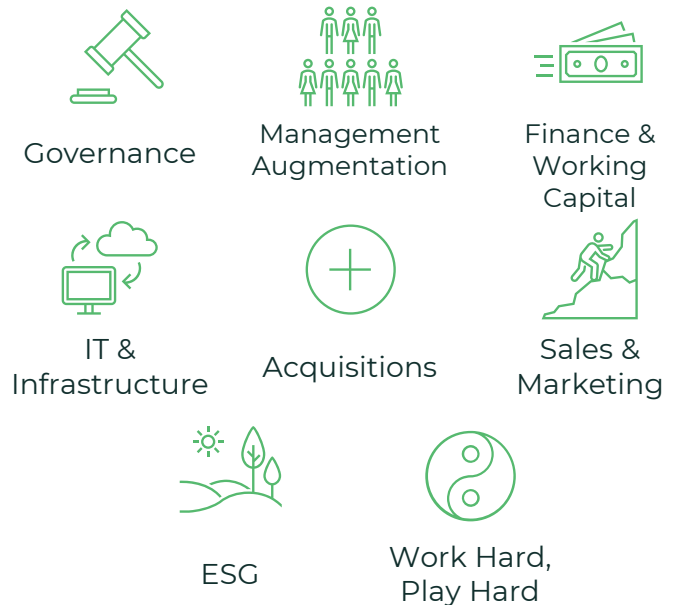 Governance
Management
Augmentation
Finance &
Working
Capital
IT &
Infrastructure
Acquisitions
Sales &
Marketing
ESG
Work Hard,
Play Hard